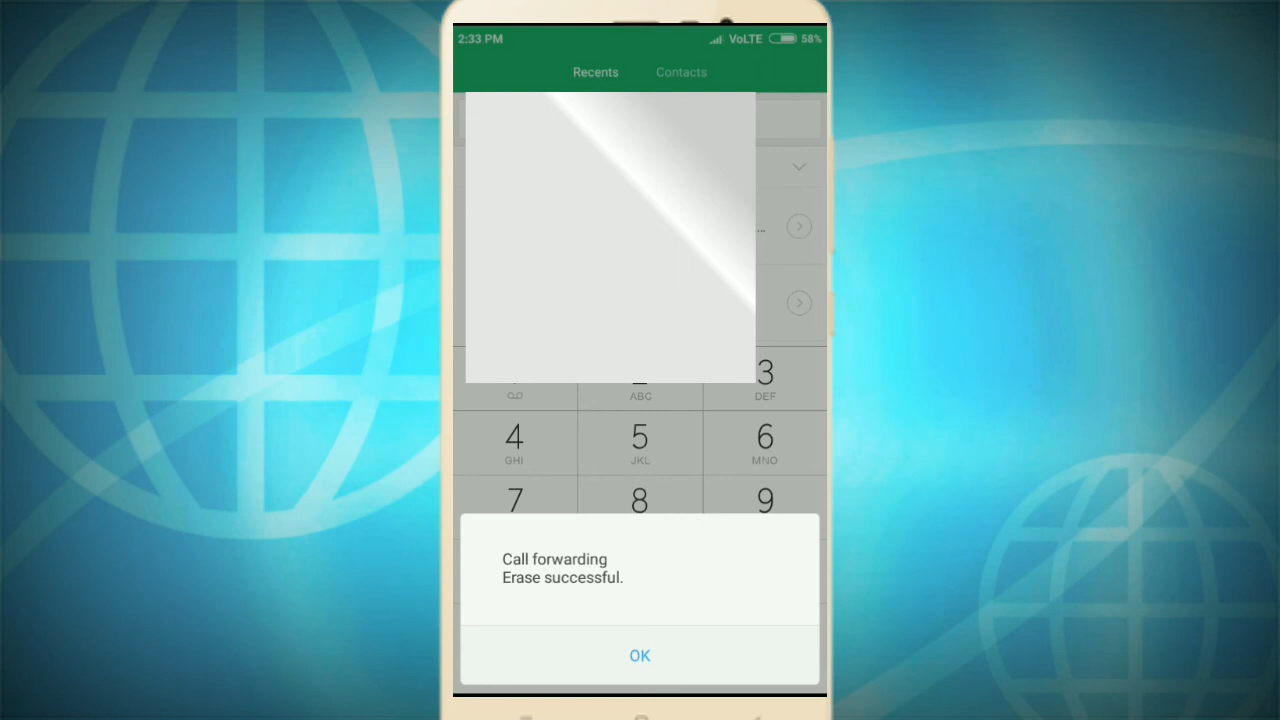 2:33 PM VoLTE 58%
Recents Contacts
...
3
ABC DEF
4 5 6
GHI JKL MNO
7 8 9
Call forwarding
Erase successful.
OK